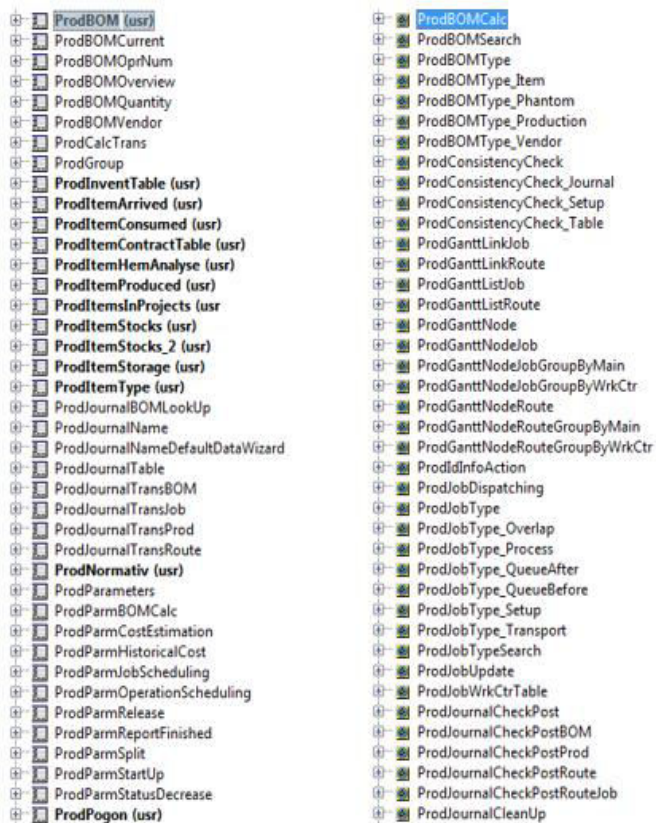 ProdBOM (usr)
ProdBOMCurrent
ProdBOMOprNum
ProdBOMOverview
ProdBOMQuantity
ProdBOMVendor
ProdCalcTrans
ProdGroup
ProdInventTable (usr)
ProdItemArrived (usr)
ProdItemConsumed (usr)
ProdItemContractTable (usr)
ProdItemHemAnalyse (usr)
ProdItemProduced (usr)
ProdItemsInProjects (usr
ProdItemStocks (usr)
ProdItemStocks_2 (usr)
ProdItemStorage (usr)
ProdItemType (usr)
ProdJournalBOMLookUp
ProdJournalName
ProdJournalNameDefaultDataWizard
ProdJournalTable
ProdJournalTransBOM
ProdJournalTransJob
ProdJournalTransProd
ProdJournalTransRoute
ProdNormativ (usr)
ProdParameters
ProdParmBOMCalc
ProdParmCostEstimation
ProdParmHistoricalCost
ProdParmJobScheduling
ProdParmOperationScheduling
ProdParmRelease
ProdParmReportFinished
ProdParmSplit
ProdParmStartUp
ProdParmStatusDecrease
ProdPogon (usr)
ProdBOMCalc
ProdBOMSearch
ProdBOMType
ProdBOMType_Item
ProdBOMType_Phantom
ProdBOMType_Production
ProdBOMType_Vendor
ProdConsistencyCheck
ProdConsistencyCheck_Journal
ProdConsistencyCheck_Setup
ProdConsistencyCheck_Table
ProdGanttLinkJob
ProdGanttLinkRoute
ProdGanttListJob
ProdGanttListRoute
ProdGanttNode
ProdGanttNodeJob
ProdGanttNodeJobGroupByMain
ProdGanttNodeJobGroupByWrkCtr
ProdGanttNodeRoute
ProdGanttNodeRouteGroupByMain
ProdGanttNodeRouteGroupByWrkCtr
ProdIdInfoAction
ProdJobDispatching
ProdJobType
ProdJobType_Overlap
ProdJobType_Process
ProdJobType_QueueAfter
ProdJobType_QueueBefore
ProdJobType_Setup
ProdJobType_Transport
ProdJobTypeSearch
ProdJobUpdate
ProdJobWrkCtrTable
ProdJournalCheckPost
ProdJournalCheckPostBOM
ProdJournalCheckPostProd
ProdJournalCheckPostRoute
ProdJournalCheckPostRouteJob
ProdJournalCleanUp